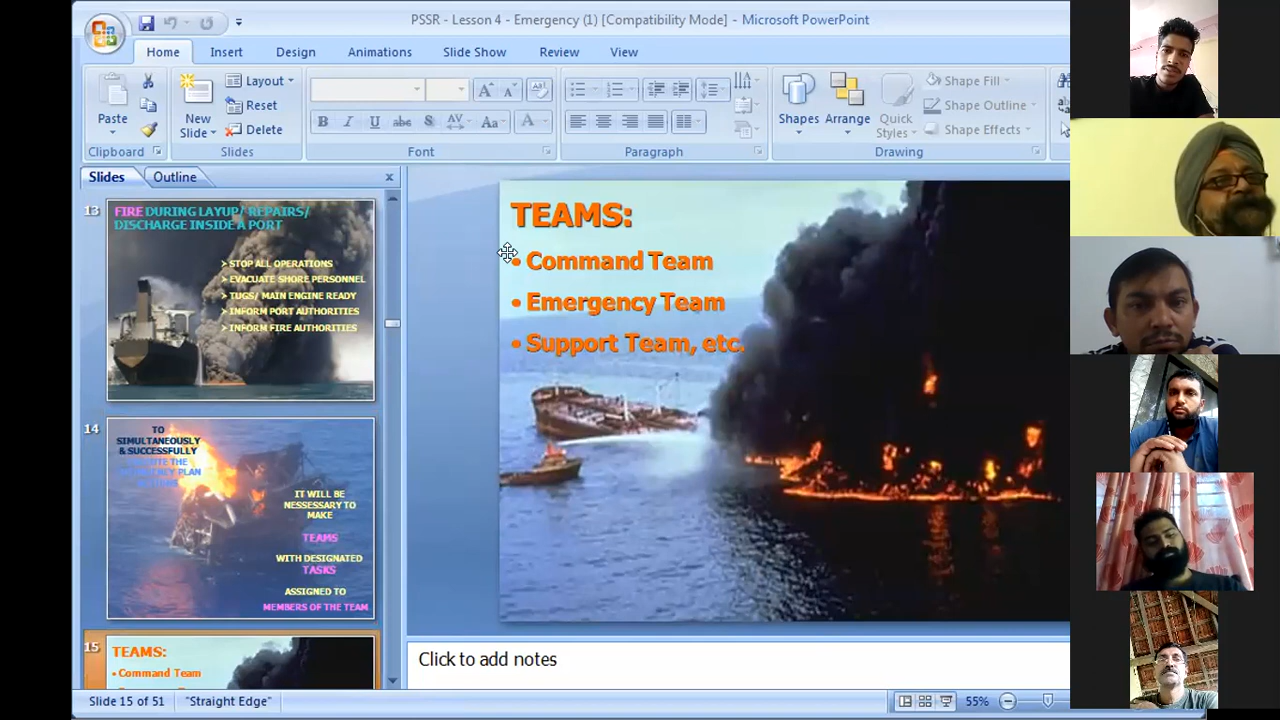 PSSR - Lesson 4 - Emergency (1) [Compatibility Mode] - Microsoft PowerPoint
Home Insert Design Animations Slide Show Review View
Paste
New Slide
Layout
Reset
Delete
Shapes
Arrange
Quick Styles
Shape Fill
Shape Outline
Shape Effects
Clipboard Slides Font Paragraph Drawing
Slides Outline
13
FIRE DURING LAYUP/ REPAIRS/
DISCHARGE INSIDE A PORT
➢ STOP ALL OPERATIONS
➢ EVACUATE SHORE PERSONNEL
➢ TUGS/ MAIN ENGINE READY
➢ INFORM PORT AUTHORITIES
➢ INFORM FIRE AUTHORITIES
14
TO
SIMULTANEOUSLY
& SUCCESSFULLY
THE
PLAN
IT WILL BE
NESSESSARY TO
MAKE
TEAMS
WITH DESIGNATED
TASKS
ASSIGNED TO
MEMBERS OF THE TEAM
15
TEAMS:
• Command Team
TEAMS:
• Command Team
• Emergency Team
• Support Team, etc.
Click to add notes
Slide 15 of 51 "Straight Edge" 55%